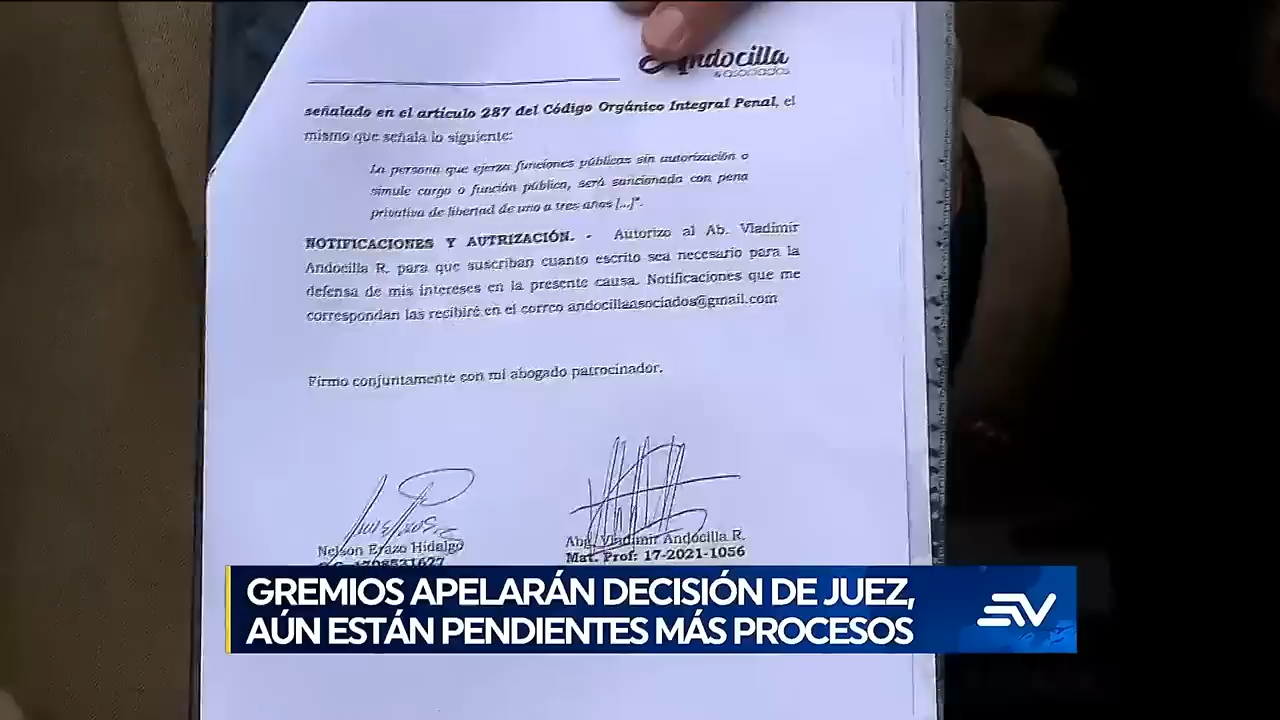 Andocilla
& asociados
señalado en el artículo 287 del Código Orgánico Integral Penal, el
mismo que señala lo siguiente:
La persona que ejerza funciones públicas sin autorización o
simule cargo o función pública, será sancionada con pena
privativa de libertad de uno a tres años [...]".
NOTIFICACIONES Y AUTRIZACIÓN. - Autorizo al Ab. Vladimir
Andocilla R. para que suscriban cuanto escrito sea necesario para la
defensa de mis intereses en la presente causa. Notificaciones que me
correspondan las recibiré en el correo andocillaasociados@gmail.com
Firmo conjuntamente con mi abogado patrocinador.
Nelson Erazo Hidalgo
Abg. Vladimir Andocilla R.
Mat. Prof: 17-2021-1056
GREMIOS APELARÁN DECISIÓN DE JUEZ,
AÚN ESTÁN PENDIENTES MÁS PROCESOS